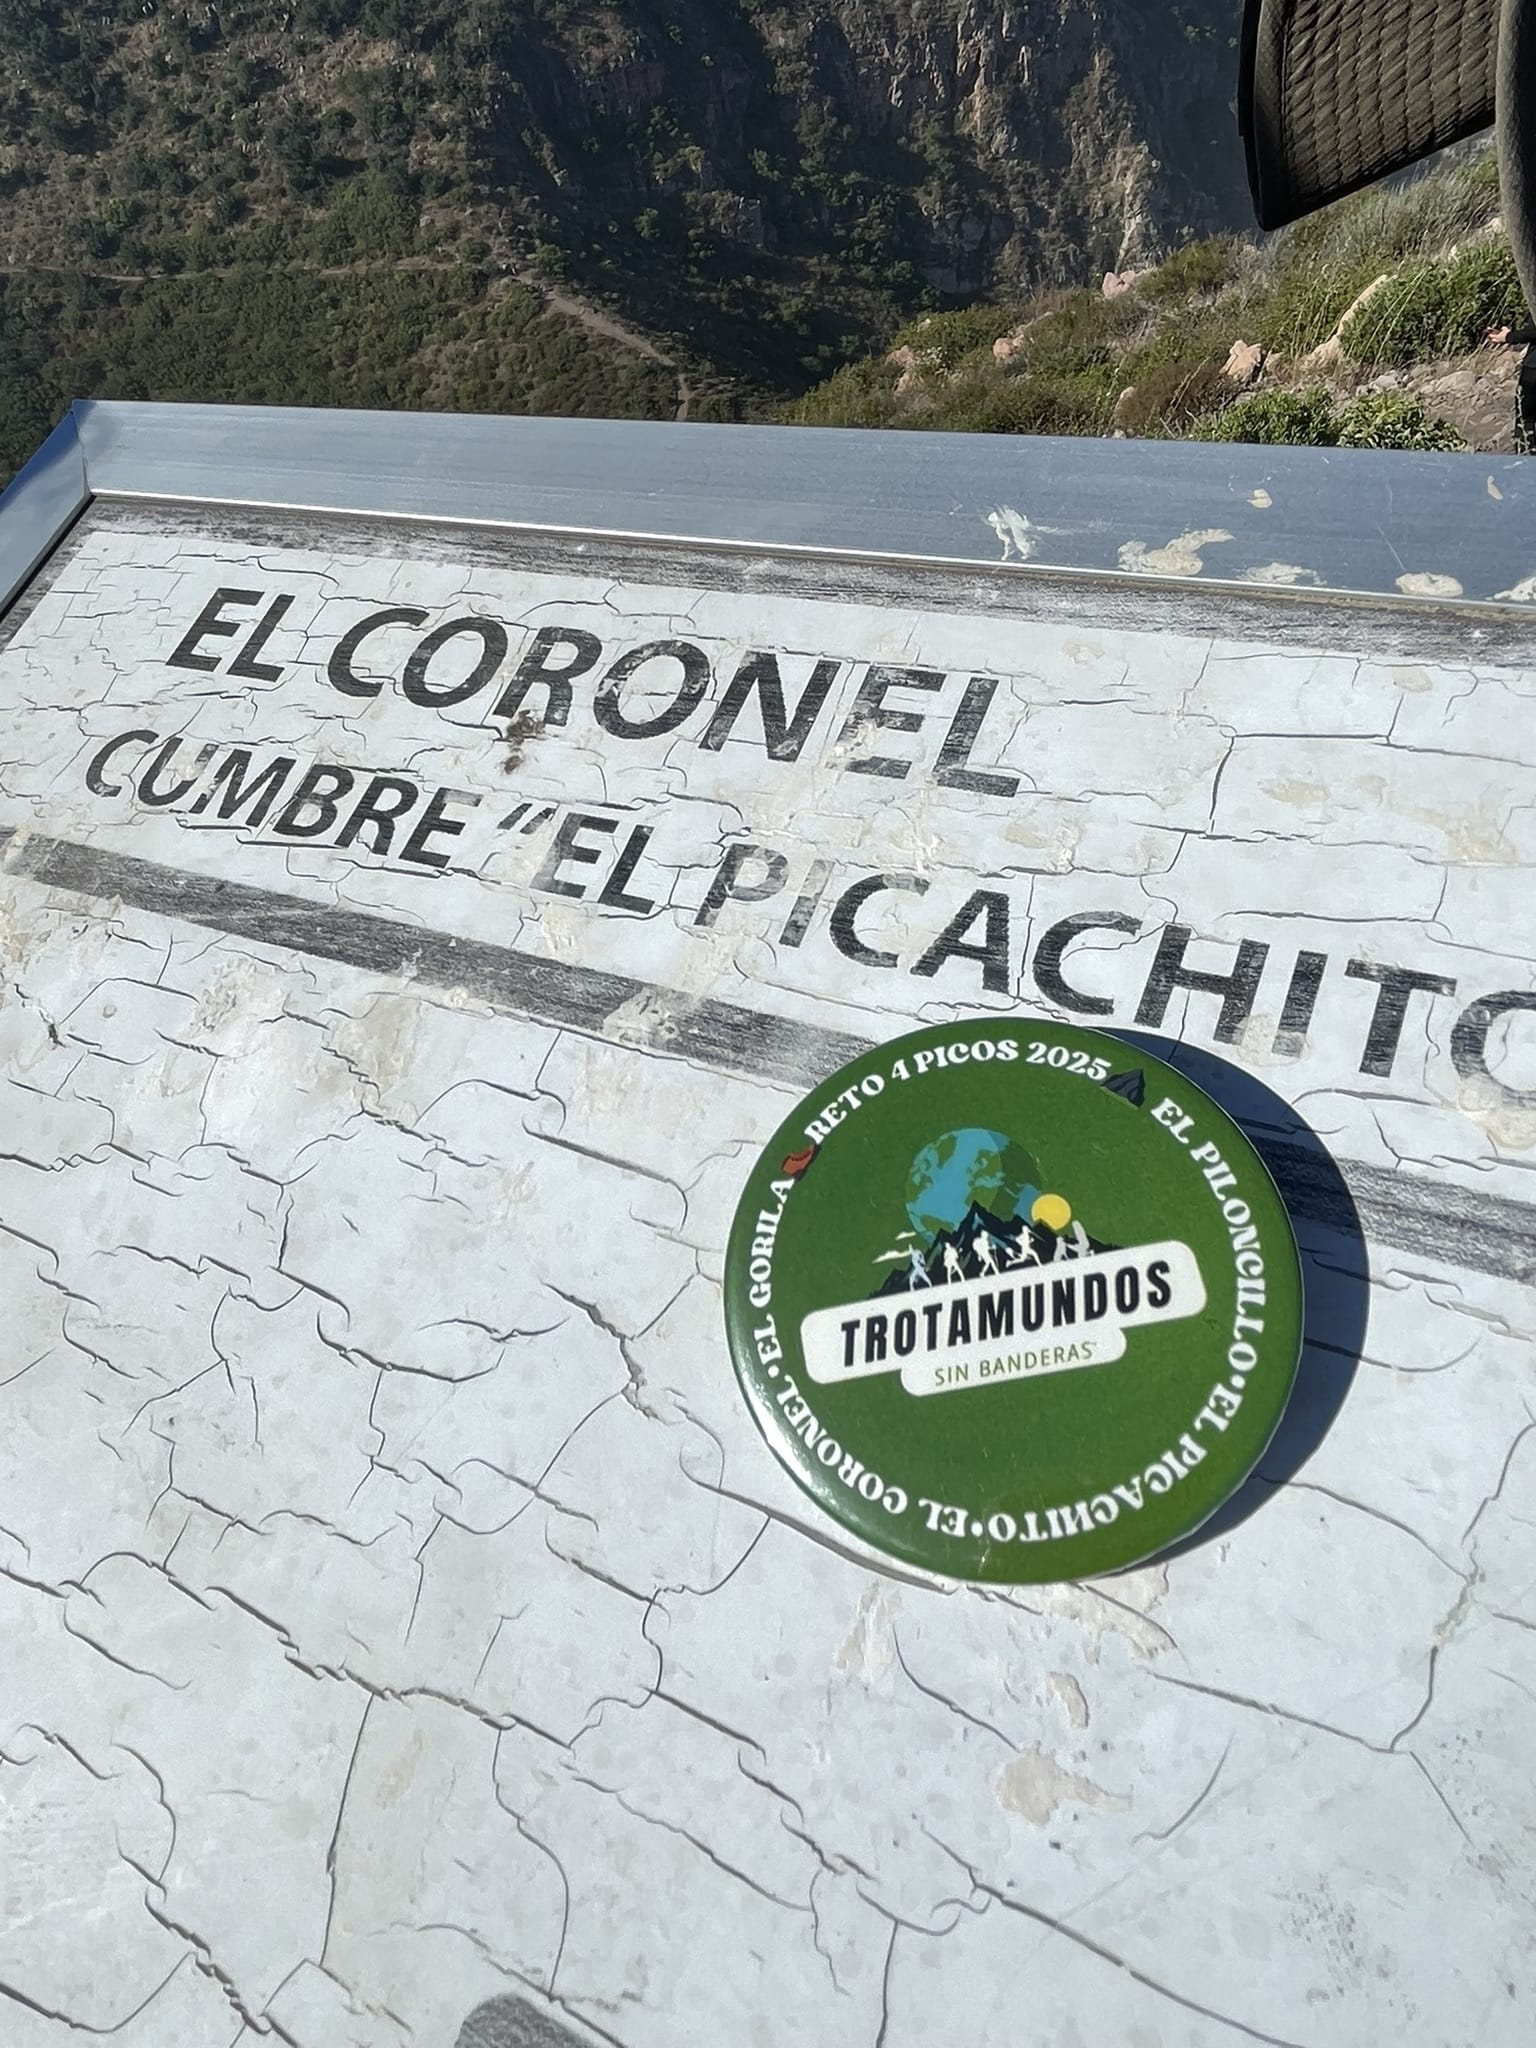 EL CORONEL
CUMBRE "EL PICACHITO
RETO 4 PICOS 2025
EL PILONCILLO•EL PICACHITO•EL CORONEL•EL GORILA
TROTAMUNDOS
SIN BANDERAS